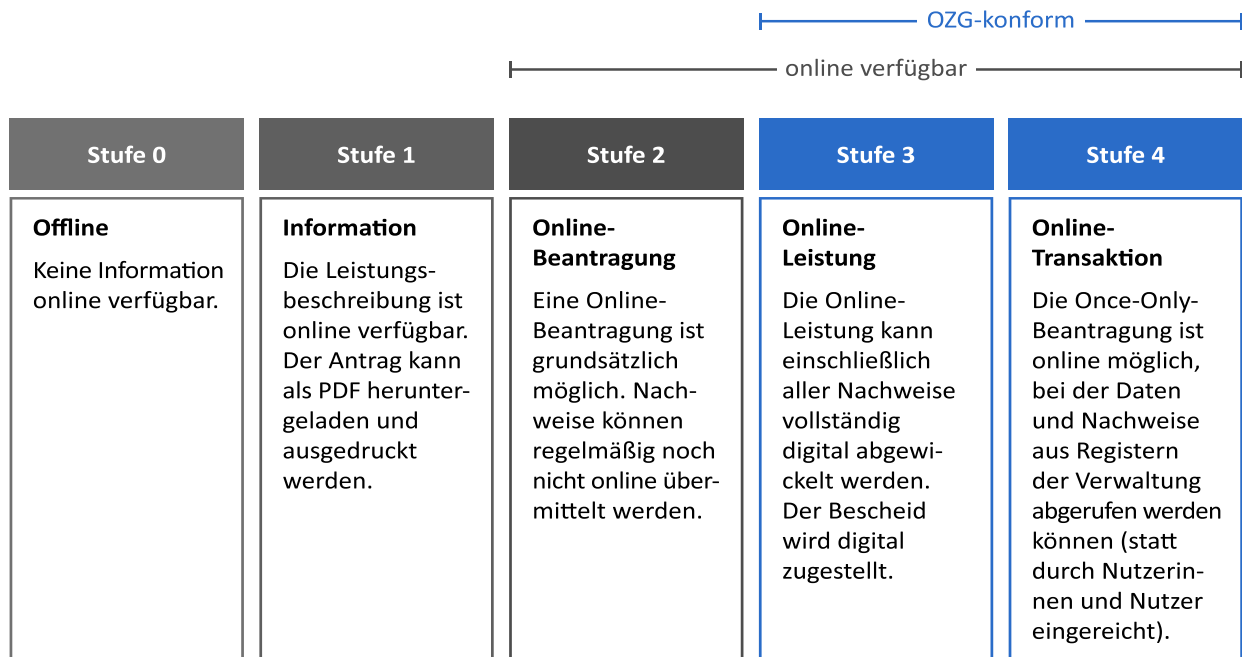 OZG-konform
online verfügbar
Stufe 0
Offline
Keine Information
online verfügbar.
Stufe 1
Information
Die Leistungs-
beschreibung ist
online verfügbar.
Der Antrag kann
als PDF herunter-
geladen und
ausgedruckt
werden.
Stufe 2
Online-
Beantragung
Eine Online-
Beantragung ist
grundsätzlich
möglich. Nach-
weise können
regelmäßig noch
nicht online über-
mittelt werden.
Stufe 3
Online-
Leistung
Die Online-
Leistung kann
einschließlich
aller Nachweise
vollständig
digital abgewi-
ckelt werden.
Der Bescheid
wird digital
zugestellt.
Stufe 4
Online-
Transaktion
Die Once-Only-
Beantragung ist
online möglich,
bei der Daten
und Nachweise
aus Registern
der Verwaltung
abgerufen werden
können (statt
durch Nutzerin-
nen und Nutzer
eingereicht).